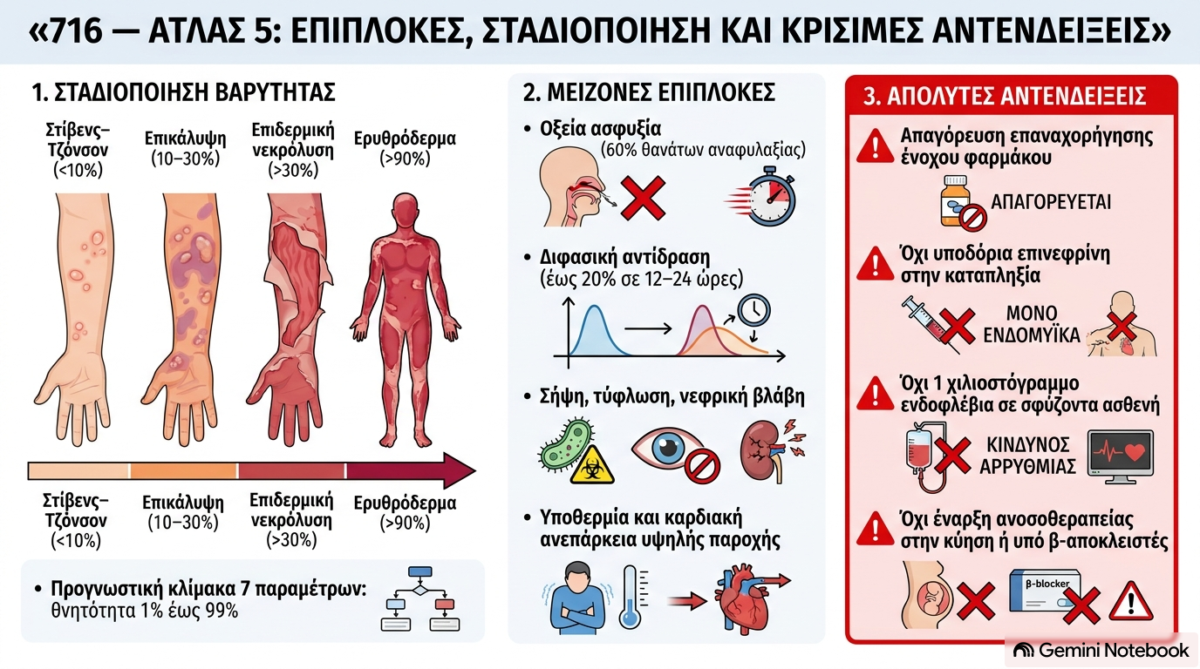 «716 — ΑΤΛΑΣ 5: ΕΠΙΠΛΟΚΕΣ, ΣΤΑΔΙΟΠΟΙΗΣΗ ΚΑΙ ΚΡΙΣΙΜΕΣ ΑΝΤΕΝΔΕΙΞΕΙΣ»
1. ΣΤΑΔΙΟΠΟΙΗΣΗ ΒΑΡΥΤΗΤΑΣ
Στίβενς–
Τζόνσον
(<10%)
Επικάλυψη
(10–30%)
Επιδερμική
νεκρόλυση
(>30%)
Ερυθρόδερμα
(>90%)
Στίβενς–
Τζόνσον
(<10%)
Επικάλυψη
(10–30%)
Επιδερμική
νεκρόλυση
(>30%)
Ερυθρόδερμα
(>90%)
• Προγνωστική κλίμακα 7 παραμέτρων:
θνητότητα 1% έως 99%
2. ΜΕΙΖΟΝΕΣ ΕΠΙΠΛΟΚΕΣ
• Οξεία ασφυξία
(60% θανάτων αναφυλαξίας)
• Διφασική αντίδραση
(έως 20% σε 12–24 ώρες)
• Σήψη, τύφλωση, νεφρική βλάβη
• Υποθερμία και καρδιακή
ανεπάρκεια υψηλής παροχής
3. ΑΠΟΛΥΤΕΣ ΑΝΤΕΝΔΕΙΞΕΙΣ
Απαγόρευση επαναχορήγησης
ένοχου φαρμάκου
ΑΠΑΓΟΡΕΥΕΤΑΙ
Όχι υποδόρια επινεφρίνη
στην καταπληξία
ΜΟΝΟ
ΕΝΔΟΜΥΪΚΑ
Όχι 1 χιλιοστόγραμμο
ενδοφλέβια σε σφύζοντα ασθενή
ΚΙΝΔΥΝΟΣ
ΑΡΡΥΘΜΙΑΣ
Όχι έναρξη ανοσοθεραπείας
στην κύηση ή υπό β-αποκλειστές
β-blocker
Gemini Notebook